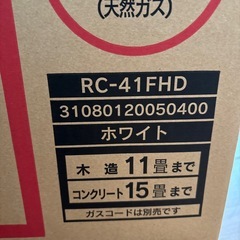 (天然ガス)
RC-41FHD
31080120050400
ホワイト
木造11畳まで
コンクリート15畳まで
ガスコードは別売です